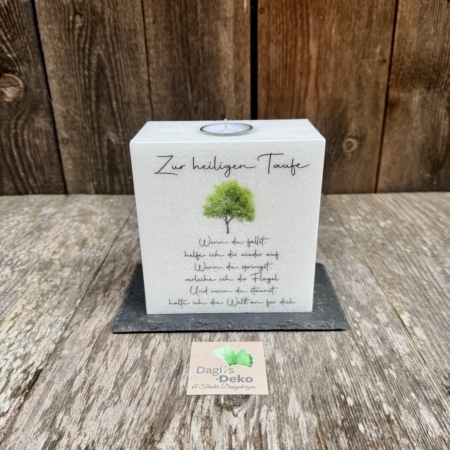 Zur heiligen Taufe
Wenn du fällst
helfe ich dir wieder auf
Wenn du springst
verleihe ich dir Flügel
Und wenn du staunst
halte ich die Welt an für dich
Dagi's
Deko